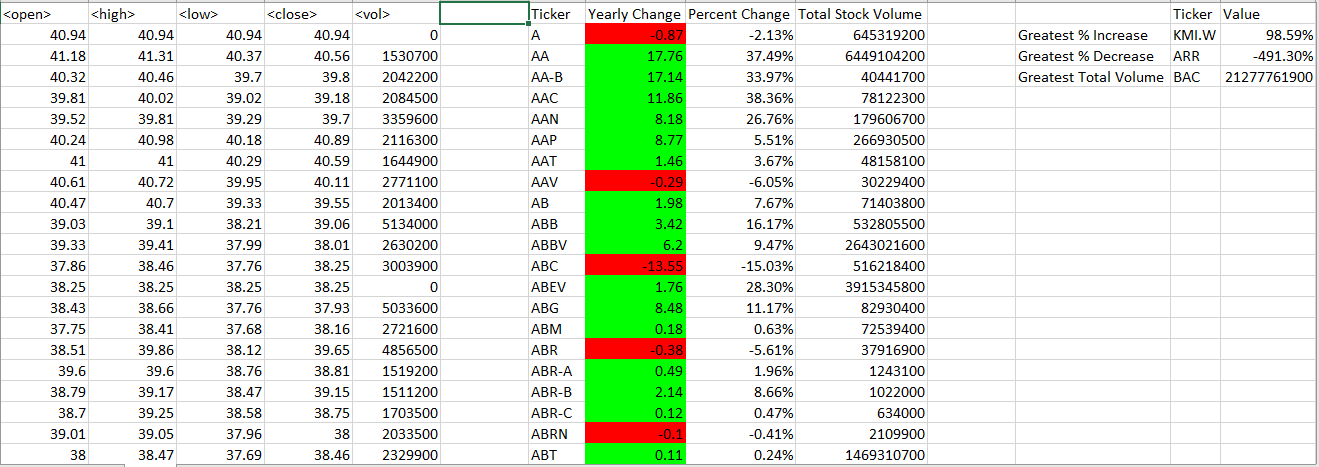 <open> <high> <low> <close> <vol> Ticker Yearly Change Percent Change Total Stock Volume Ticker Value
40.94 40.94 40.94 40.94 0 A -0.87 -2.13% 645319200 Greatest % Increase KMI.W 98.59%
41.18 41.31 40.37 40.56 1530700 AA 17.76 37.49% 6449104200 Greatest % Decrease ARR -491.30%
40.32 40.46 39.7 39.8 2042200 AA-B 17.14 33.97% 40441700 Greatest Total Volume BAC 21277761900
39.81 40.02 39.02 39.18 2084500 AAC 11.86 38.36% 78122300
39.52 39.81 39.29 39.7 3359600 AAN 8.18 26.76% 179606700
40.24 40.98 40.18 40.89 2116300 AAP 8.77 5.51% 266930500
41 41 40.29 40.59 1644900 AAT 1.46 3.67% 48158100
40.61 40.72 39.95 40.11 2771100 AAV -0.29 -6.05% 30229400
40.47 40.7 39.33 39.55 2013400 AB 1.98 7.67% 71403800
39.03 39.1 38.21 39.06 5134000 ABB 3.42 16.17% 532805500
39.33 39.41 37.99 38.01 2630200 ABBV 6.2 9.47% 2643021600
37.86 38.46 37.76 38.25 3003900 ABC -13.55 -15.03% 516218400
38.25 38.25 38.25 38.25 0 ABEV 1.76 28.30% 3915345800
38.43 38.66 37.76 37.93 5033600 ABG 8.48 11.17% 82930400
37.75 38.41 37.68 38.16 2721600 ABM 0.18 0.63% 72539400
38.51 39.86 38.12 39.65 4856500 ABR -0.38 -5.61% 37916900
39.6 39.6 38.76 38.81 1519200 ABR-A 0.49 1.96% 1243100
38.79 39.17 38.47 39.15 1511200 ABR-B 2.14 8.66% 1022000
38.7 39.25 38.58 38.75 1703500 ABR-C 0.12 0.47% 634000
39.01 39.05 37.96 38 2033500 ABRN -0.1 -0.41% 2109900
38 38.47 37.69 38.46 2329900 ABT 0.11 0.24% 1469310700